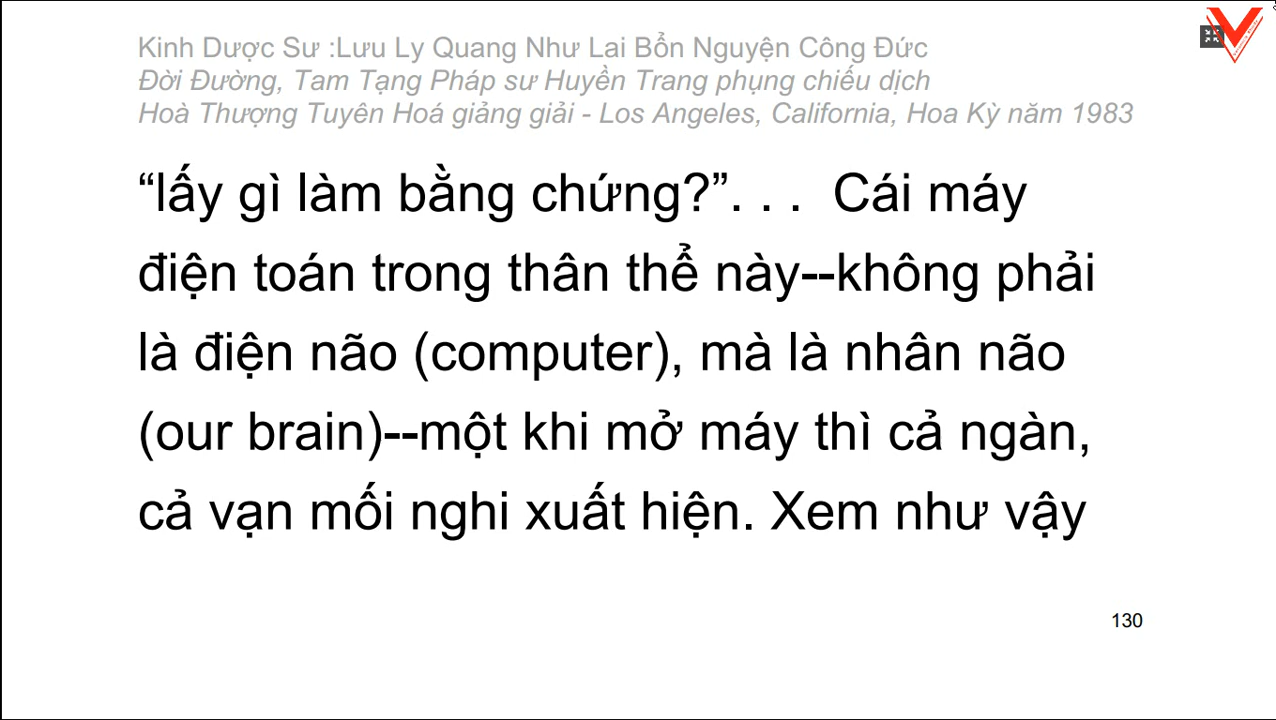 Kinh Dược Sư :Lưu Ly Quang Như Lai Bổn Nguyện Công Đức
Đời Đường, Tam Tạng Pháp sư Huyền Trang phụng chiếu dịch
Hoà Thượng Tuyên Hoá giảng giải - Los Angeles, California, Hoa Kỳ năm 1983
“lấy gì làm bằng chứng?”. . .  Cái máy
điện toán trong thân thể này--không phải
là điện não (computer), mà là nhân não
(our brain)--một khi mở máy thì cả ngàn,
cả vạn mối nghi xuất hiện. Xem như vậy
130